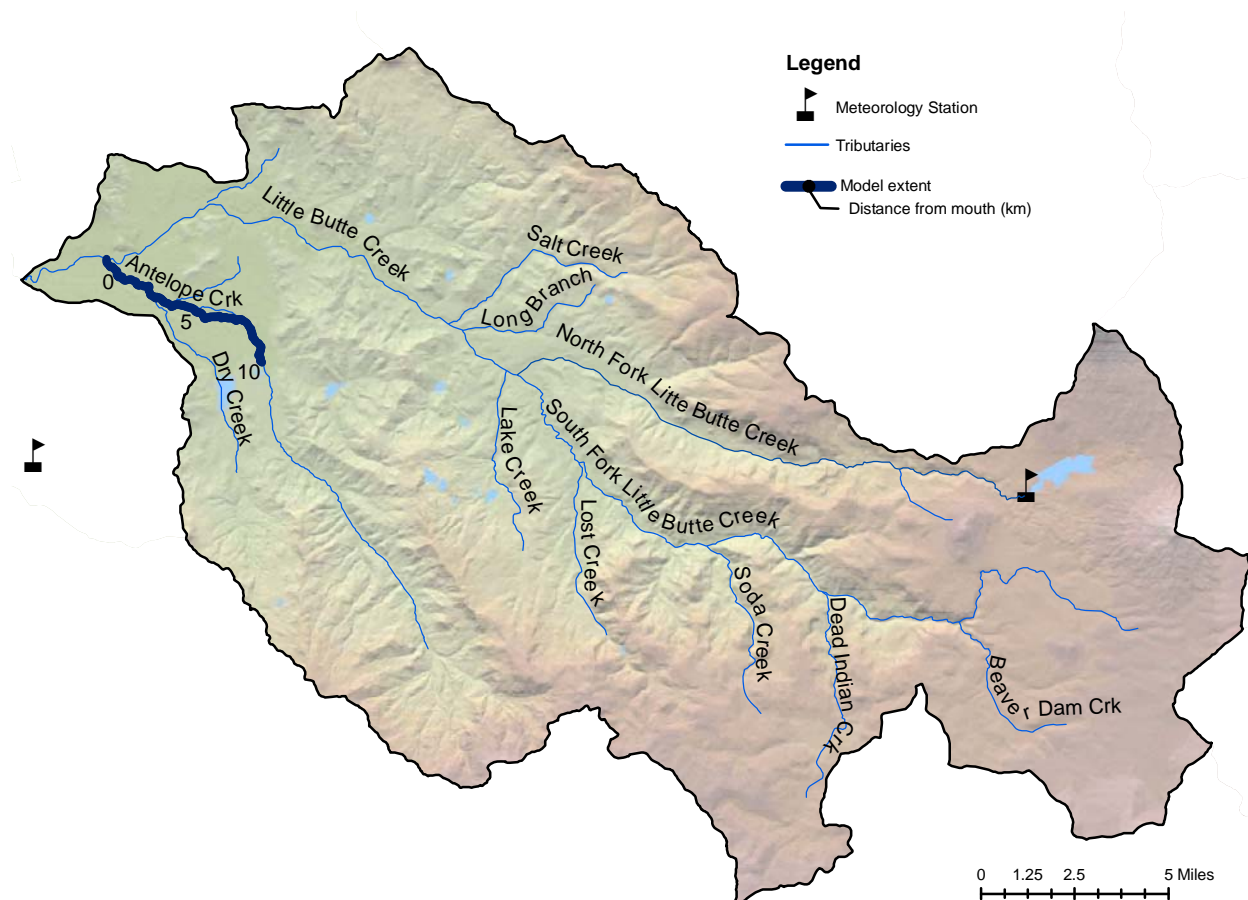 Legend
Meteorology Station
Tributaries
Model extent
Distance from mouth (km)
Little Butte Creek
Salt Creek
Long Branch
Antelope Crk
0
5
10
Dry Creek
North Fork Litte Butte Creek
South Fork Little Butte Creek
Lake Creek
Lost Creek
Soda Creek
Dead Indian Crk
Beaver Dam Crk
0 1.25 2.5 5 Miles